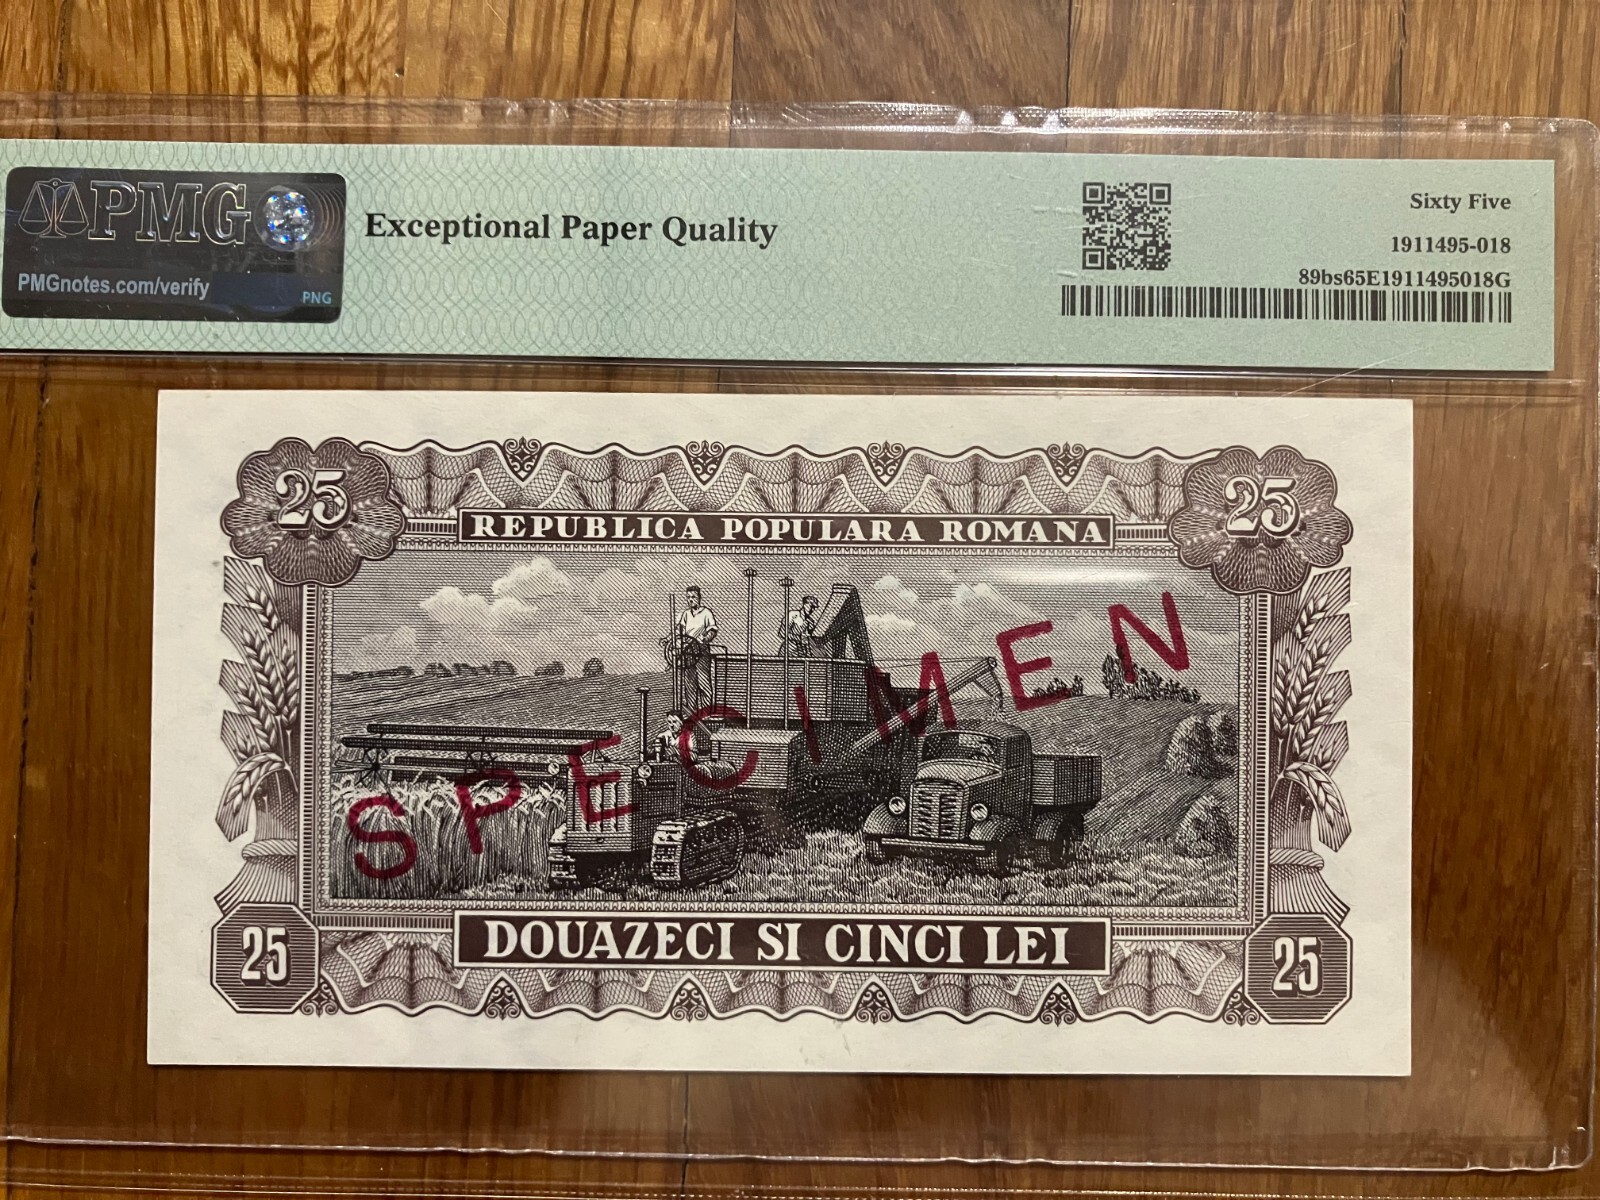 PMG
PMGnotes.com/verify
PNG
Exceptional Paper Quality
Sixty Five
1911495-018
89bs65E1911495018G
25
25
REPUBLICA POPULARA ROMANA
SPECIMEN
25
DOUAZECI SI CINCI LEI
25